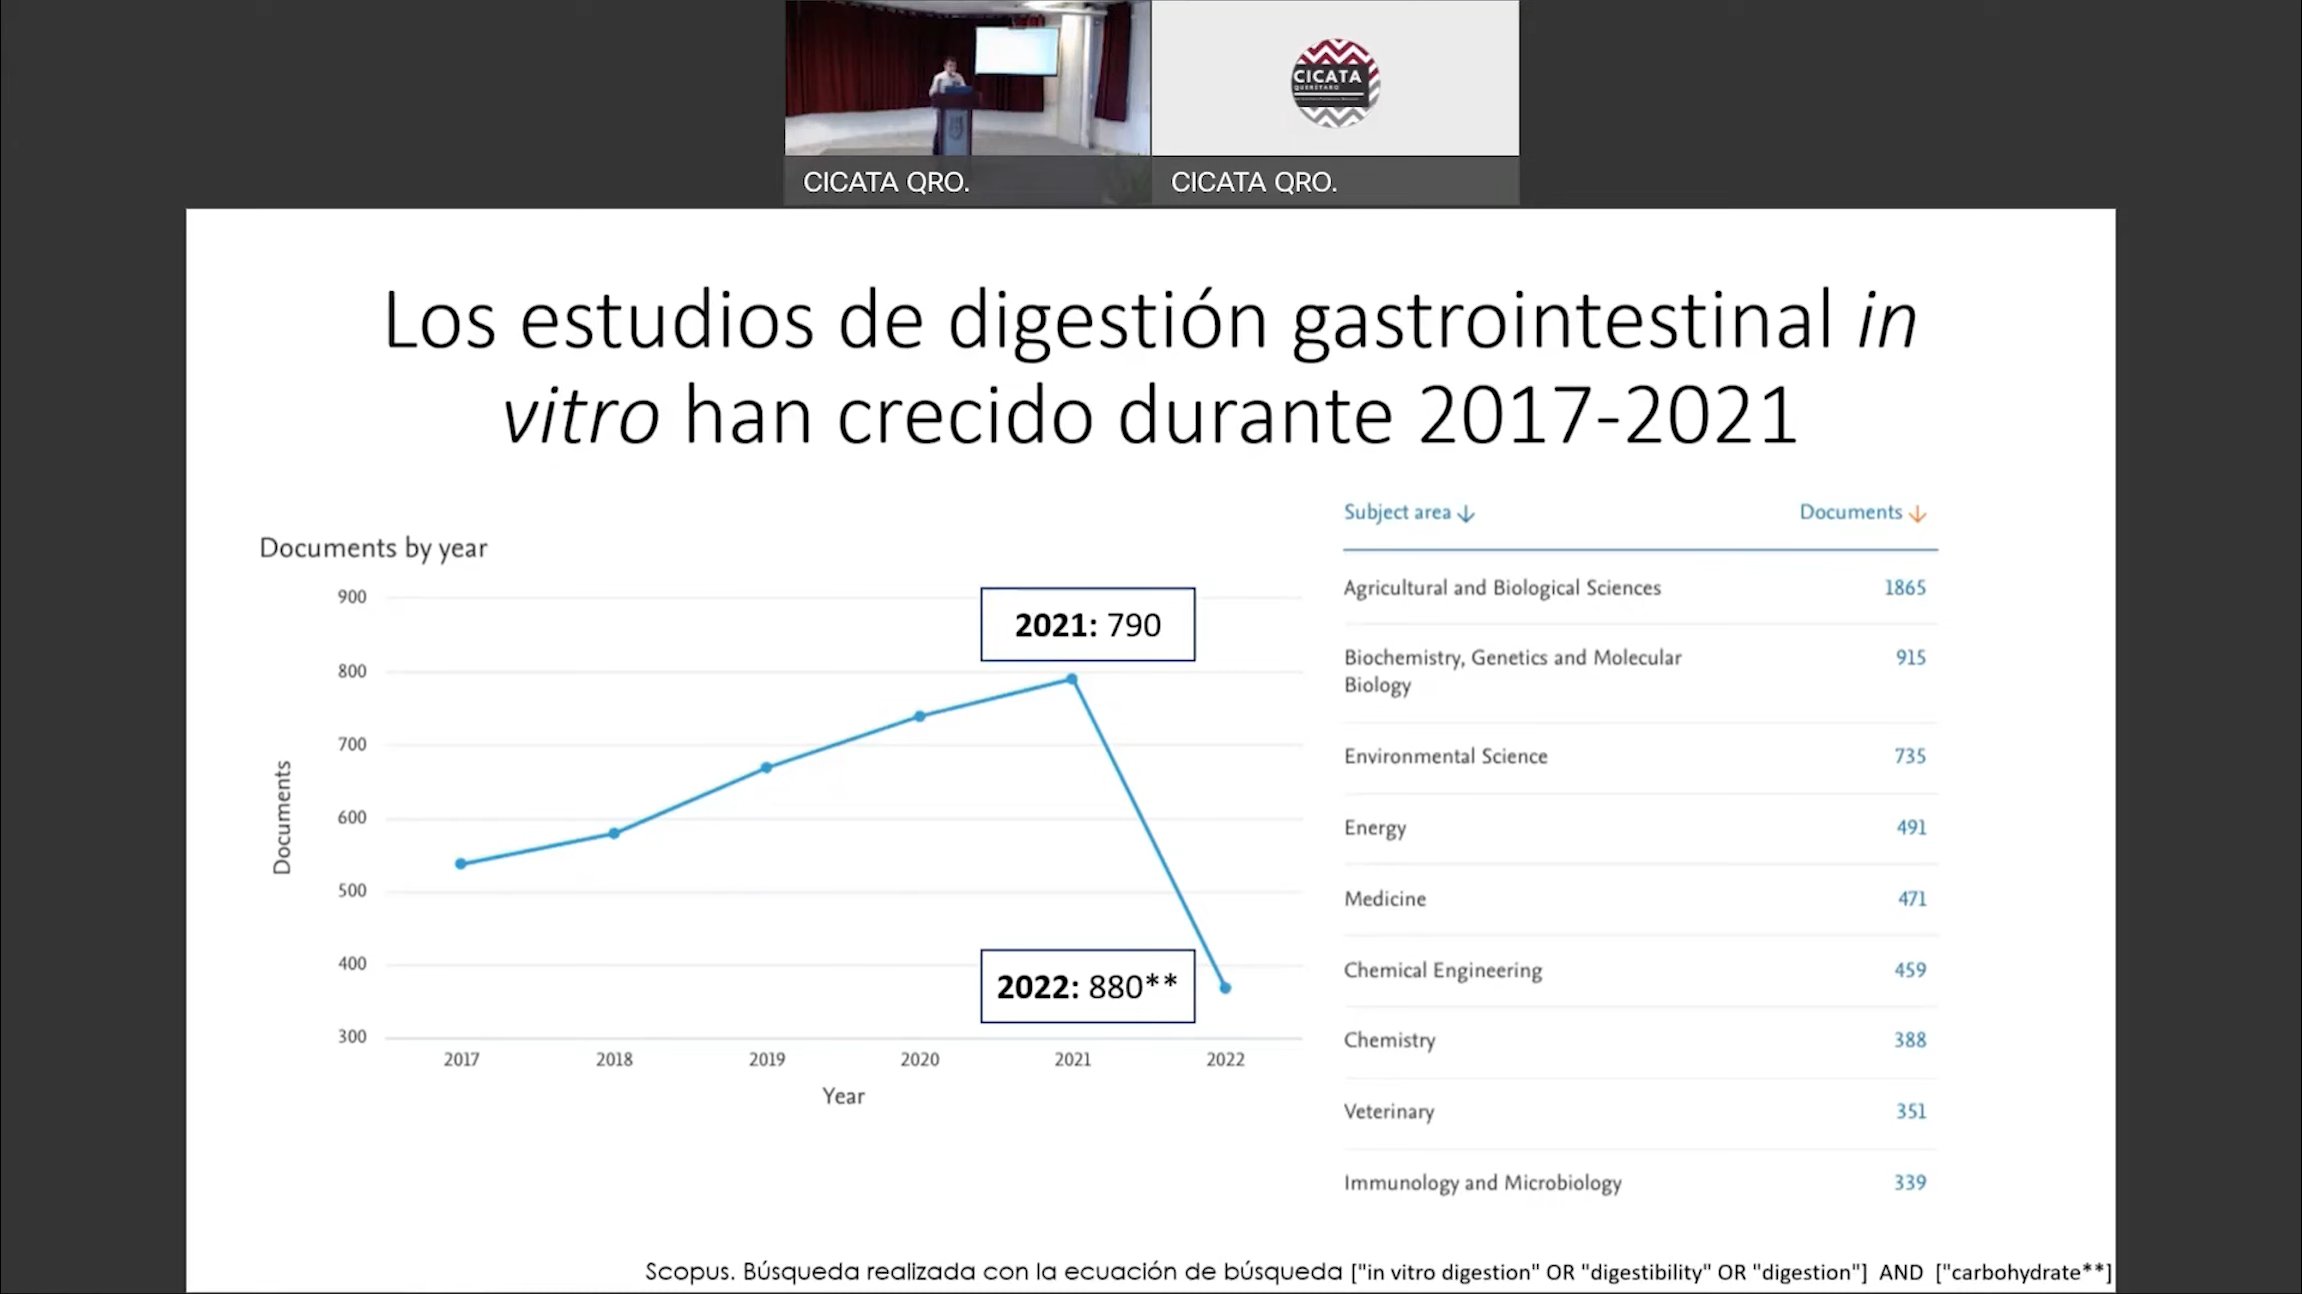 CICATA
QUERÉTARO
CICATA QRO.
CICATA QRO.
Los estudios de digestión gastrointestinal in
vitro han crecido durante 2017-2021
Documents by year
900
800
700
600
500
400
300
Documents
2017
2018
2019
2020
2021
2022
Year
2021: 790
2022: 880**
Subject area ↓ Documents ↓
Agricultural and Biological Sciences 1865
Biochemistry, Genetics and Molecular 915
Biology
Environmental Science 735
Energy 491
Medicine 471
Chemical Engineering 459
Chemistry 388
Veterinary 351
Immunology and Microbiology 339
Scopus. Búsqueda realizada con la ecuación de búsqueda ["in vitro digestion" OR "digestibility" OR "digestion"] AND ["carbohydrate**]